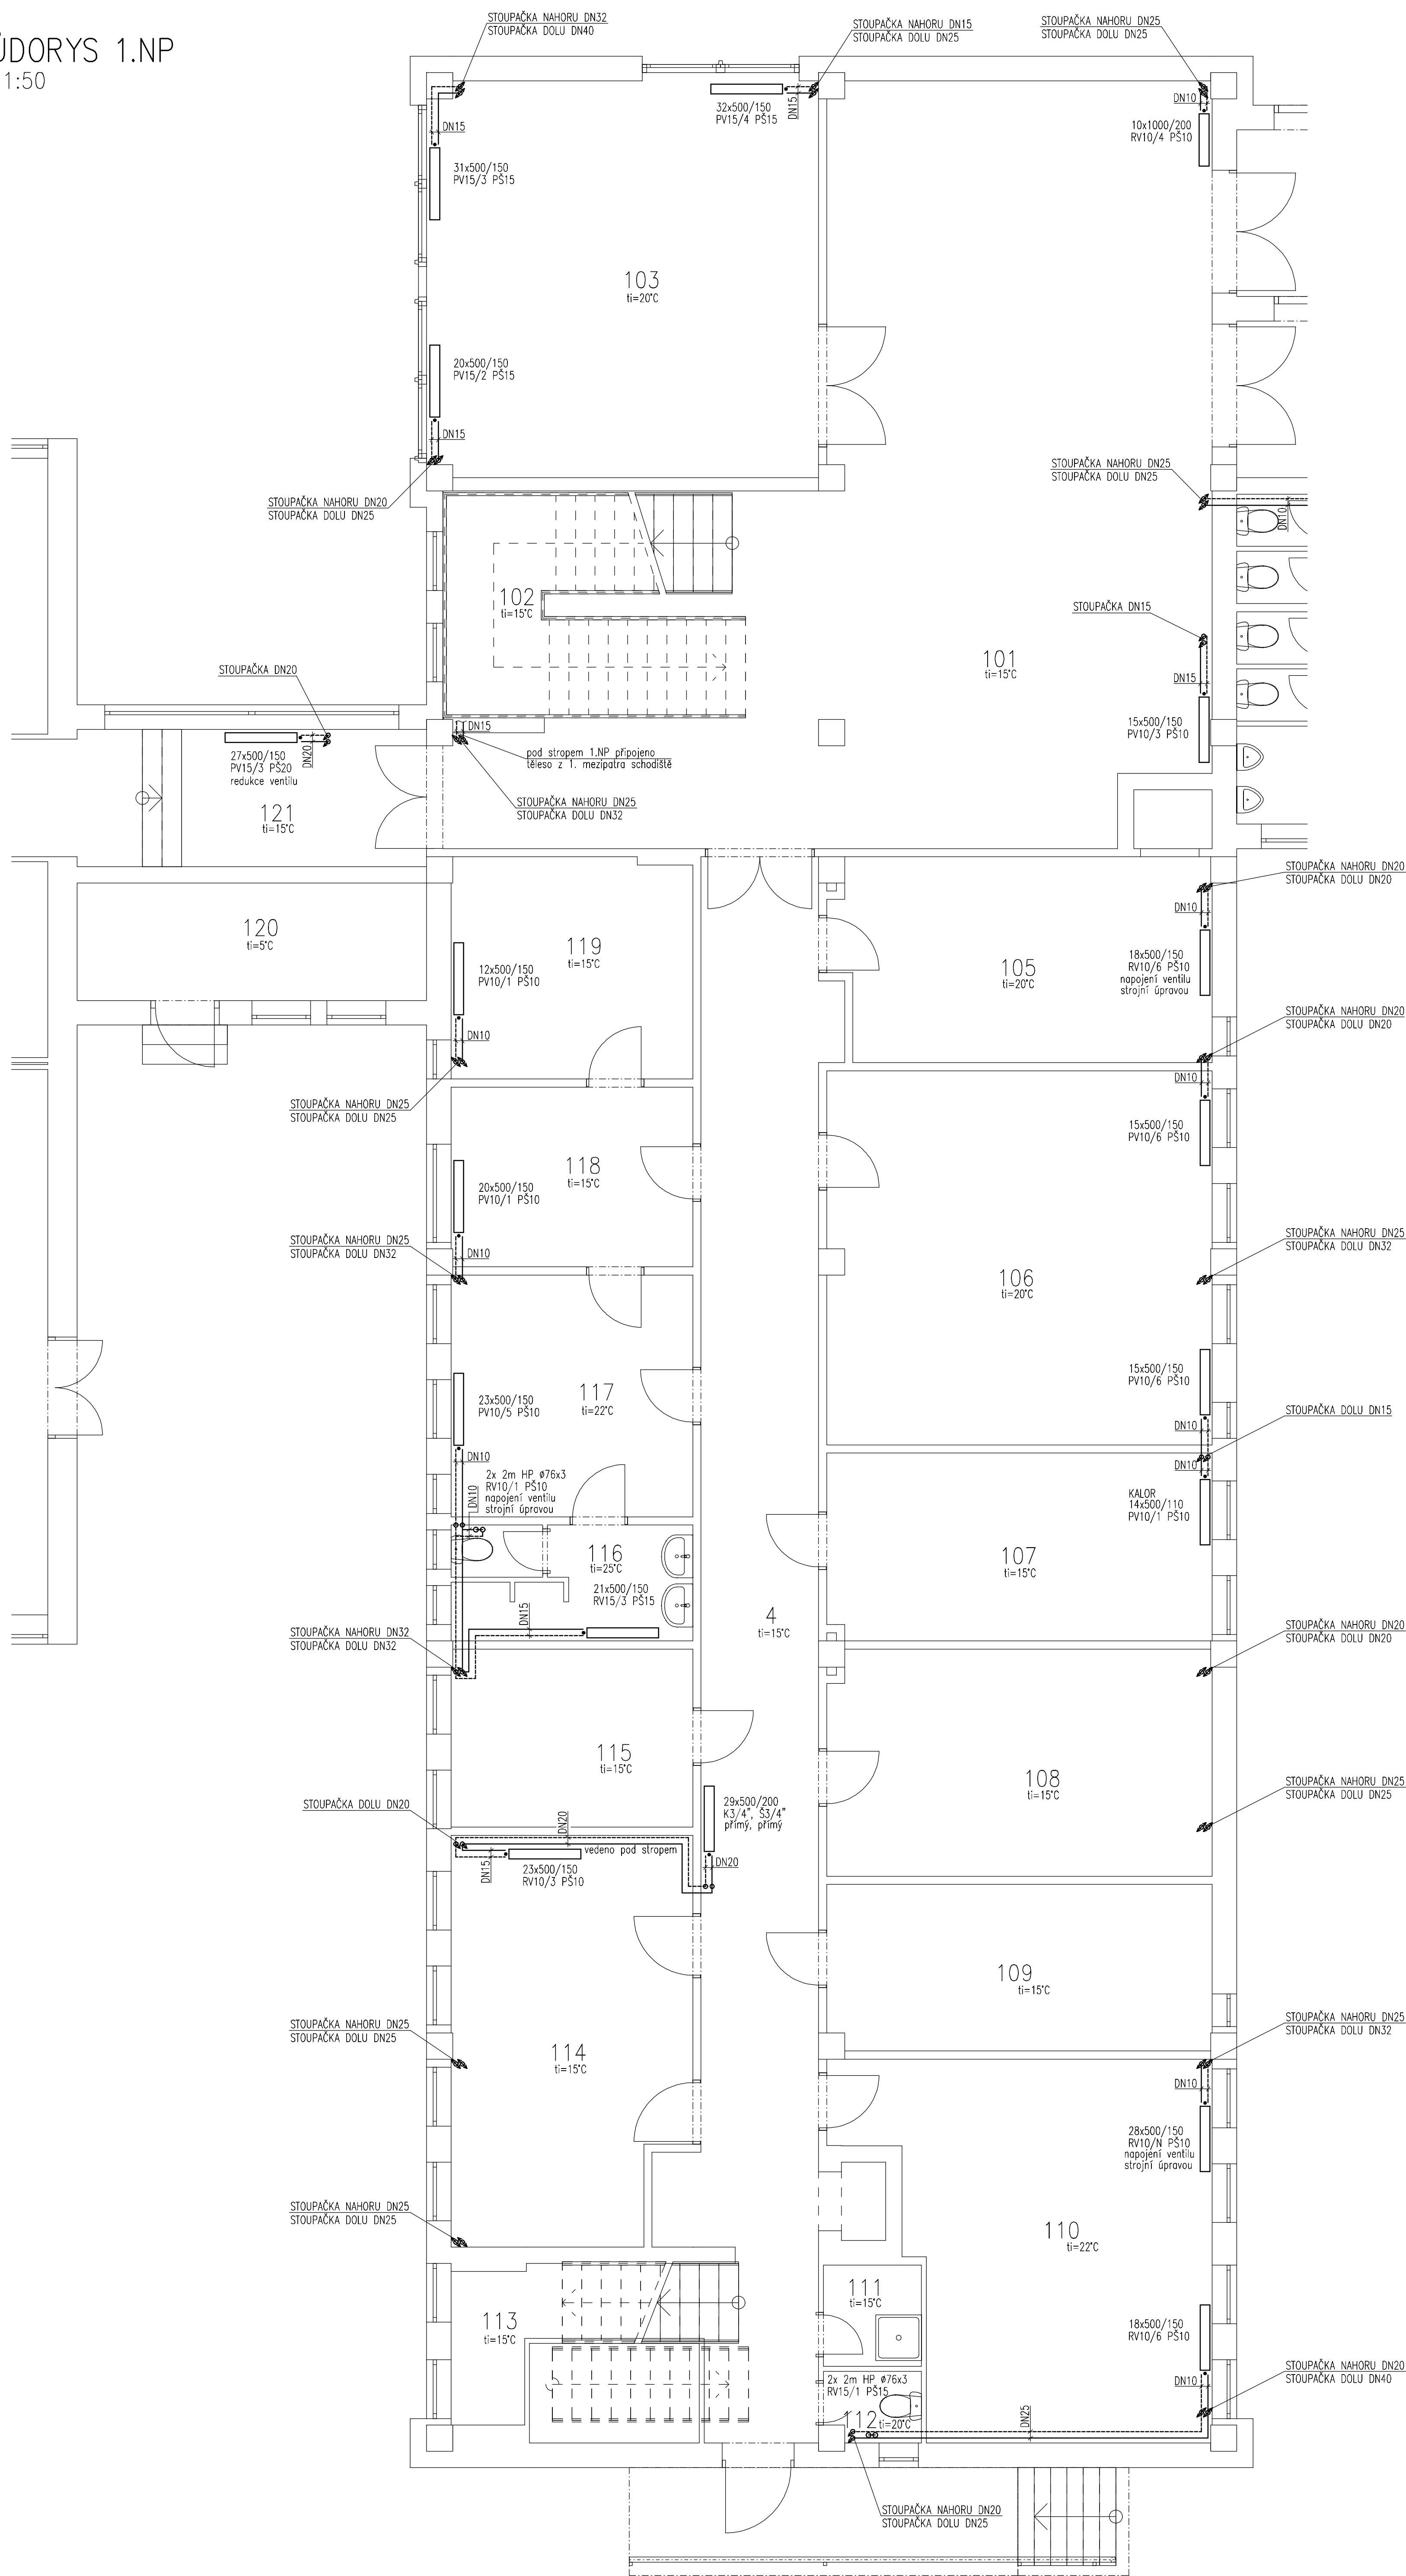 ŮDORYS 1.NP
1:50
STOUPAČKA NAHORU DN32
STOUPAČKA DOLU DN40
STOUPAČKA NAHORU DN15
STOUPAČKA DOLU DN25
STOUPAČKA NAHORU DN25
STOUPAČKA DOLU DN25
DN15
31x500/150
PV15/3 PŠ15
32x500/150
PV15/4 PŠ15
DN15
DN10
10x1000/200
RV10/4 PŠ10
103
ti=20°C
20x500/150
PV15/2 PŠ15
DN15
STOUPAČKA NAHORU DN20
STOUPAČKA DOLU DN25
STOUPAČKA NAHORU DN25
STOUPAČKA DOLU DN25
DN10
102
ti=15°C
STOUPAČKA DN15
101
ti=15°C
DN15
15x500/150
PV10/3 PŠ10
STOUPAČKA DN20
27x500/150
PV15/3 PŠ20
redukce ventilu
DN20
121
ti=15°C
DN15
pod stropem 1.NP připojeno
těleso z 1. mezipatra schodiště
STOUPAČKA NAHORU DN25
STOUPAČKA DOLU DN32
120
ti=5°C
119
ti=15°C
12x500/150
PV10/1 PŠ10
DN10
STOUPAČKA NAHORU DN25
STOUPAČKA DOLU DN25
STOUPAČKA NAHORU DN20
STOUPAČKA DOLU DN20
DN10
105
ti=20°C
18x500/150
RV10/6 PŠ10
napojení ventilu
strojní úpravou
STOUPAČKA NAHORU DN20
STOUPAČKA DOLU DN20
DN10
15x500/150
PV10/6 PŠ10
118
ti=15°C
20x500/150
PV10/1 PŠ10
STOUPAČKA NAHORU DN25
STOUPAČKA DOLU DN32
DN10
STOUPAČKA NAHORU DN25
STOUPAČKA DOLU DN32
106
ti=20°C
15x500/150
PV10/6 PŠ10
117
ti=22°C
23x500/150
PV10/5 PŠ10
DN10
STOUPAČKA DOLU DN15
DN10
DN10
2x 2m HP ø76x3
RV10/1 PŠ10
napojení ventilu
strojní úpravou
DN10
KALOR
14x500/110
PV10/1 PŠ10
107
ti=15°C
116
ti=25°C
21x500/150
RV15/3 PŠ15
DN15
4
ti=15°C
STOUPAČKA NAHORU DN32
STOUPAČKA DOLU DN32
STOUPAČKA NAHORU DN20
STOUPAČKA DOLU DN20
115
ti=15°C
108
ti=15°C
STOUPAČKA NAHORU DN25
STOUPAČKA DOLU DN25
STOUPAČKA DOLU DN20
29x500/200
K3/4", Š3/4"
přímý, přímý
DN20
vedeno pod stropem
DN20
DN15
23x500/150
RV10/3 PŠ10
109
ti=15°C
STOUPAČKA NAHORU DN25
STOUPAČKA DOLU DN25
STOUPAČKA NAHORU DN25
STOUPAČKA DOLU DN32
114
ti=15°C
DN10
28x500/150
RV10/N PŠ10
napojení ventilu
strojní úpravou
STOUPAČKA NAHORU DN25
STOUPAČKA DOLU DN25
110
ti=22°C
111
ti=15°C
113
ti=15°C
18x500/150
RV10/6 PŠ10
STOUPAČKA NAHORU DN20
STOUPAČKA DOLU DN40
DN10
2x 2m HP ø76x3
RV15/1 PŠ15
112 ti=20°C
DN25
STOUPAČKA NAHORU DN20
STOUPAČKA DOLU DN25